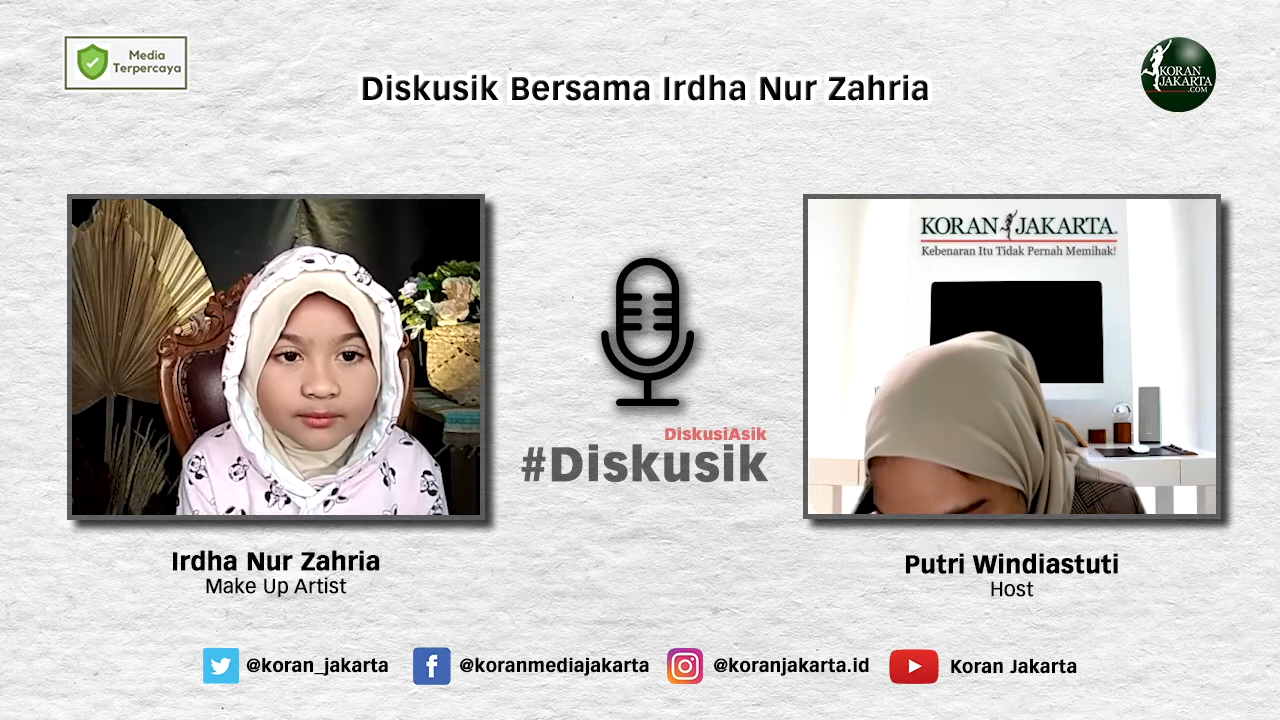 Media
Terpercaya
Diskusik Bersama Irdha Nur Zahria
KORAN
JAKARTA
.COM
KORAN JAKARTA
Kebenaran Itu Tidak Pernah Memihak!
DiskusiAsik
#Diskusik
Irdha Nur Zahria
Make Up Artist
Putri Windiastuti
Host
@koran_jakarta
@koranmediajakarta
@koranjakarta.id
Koran Jakarta